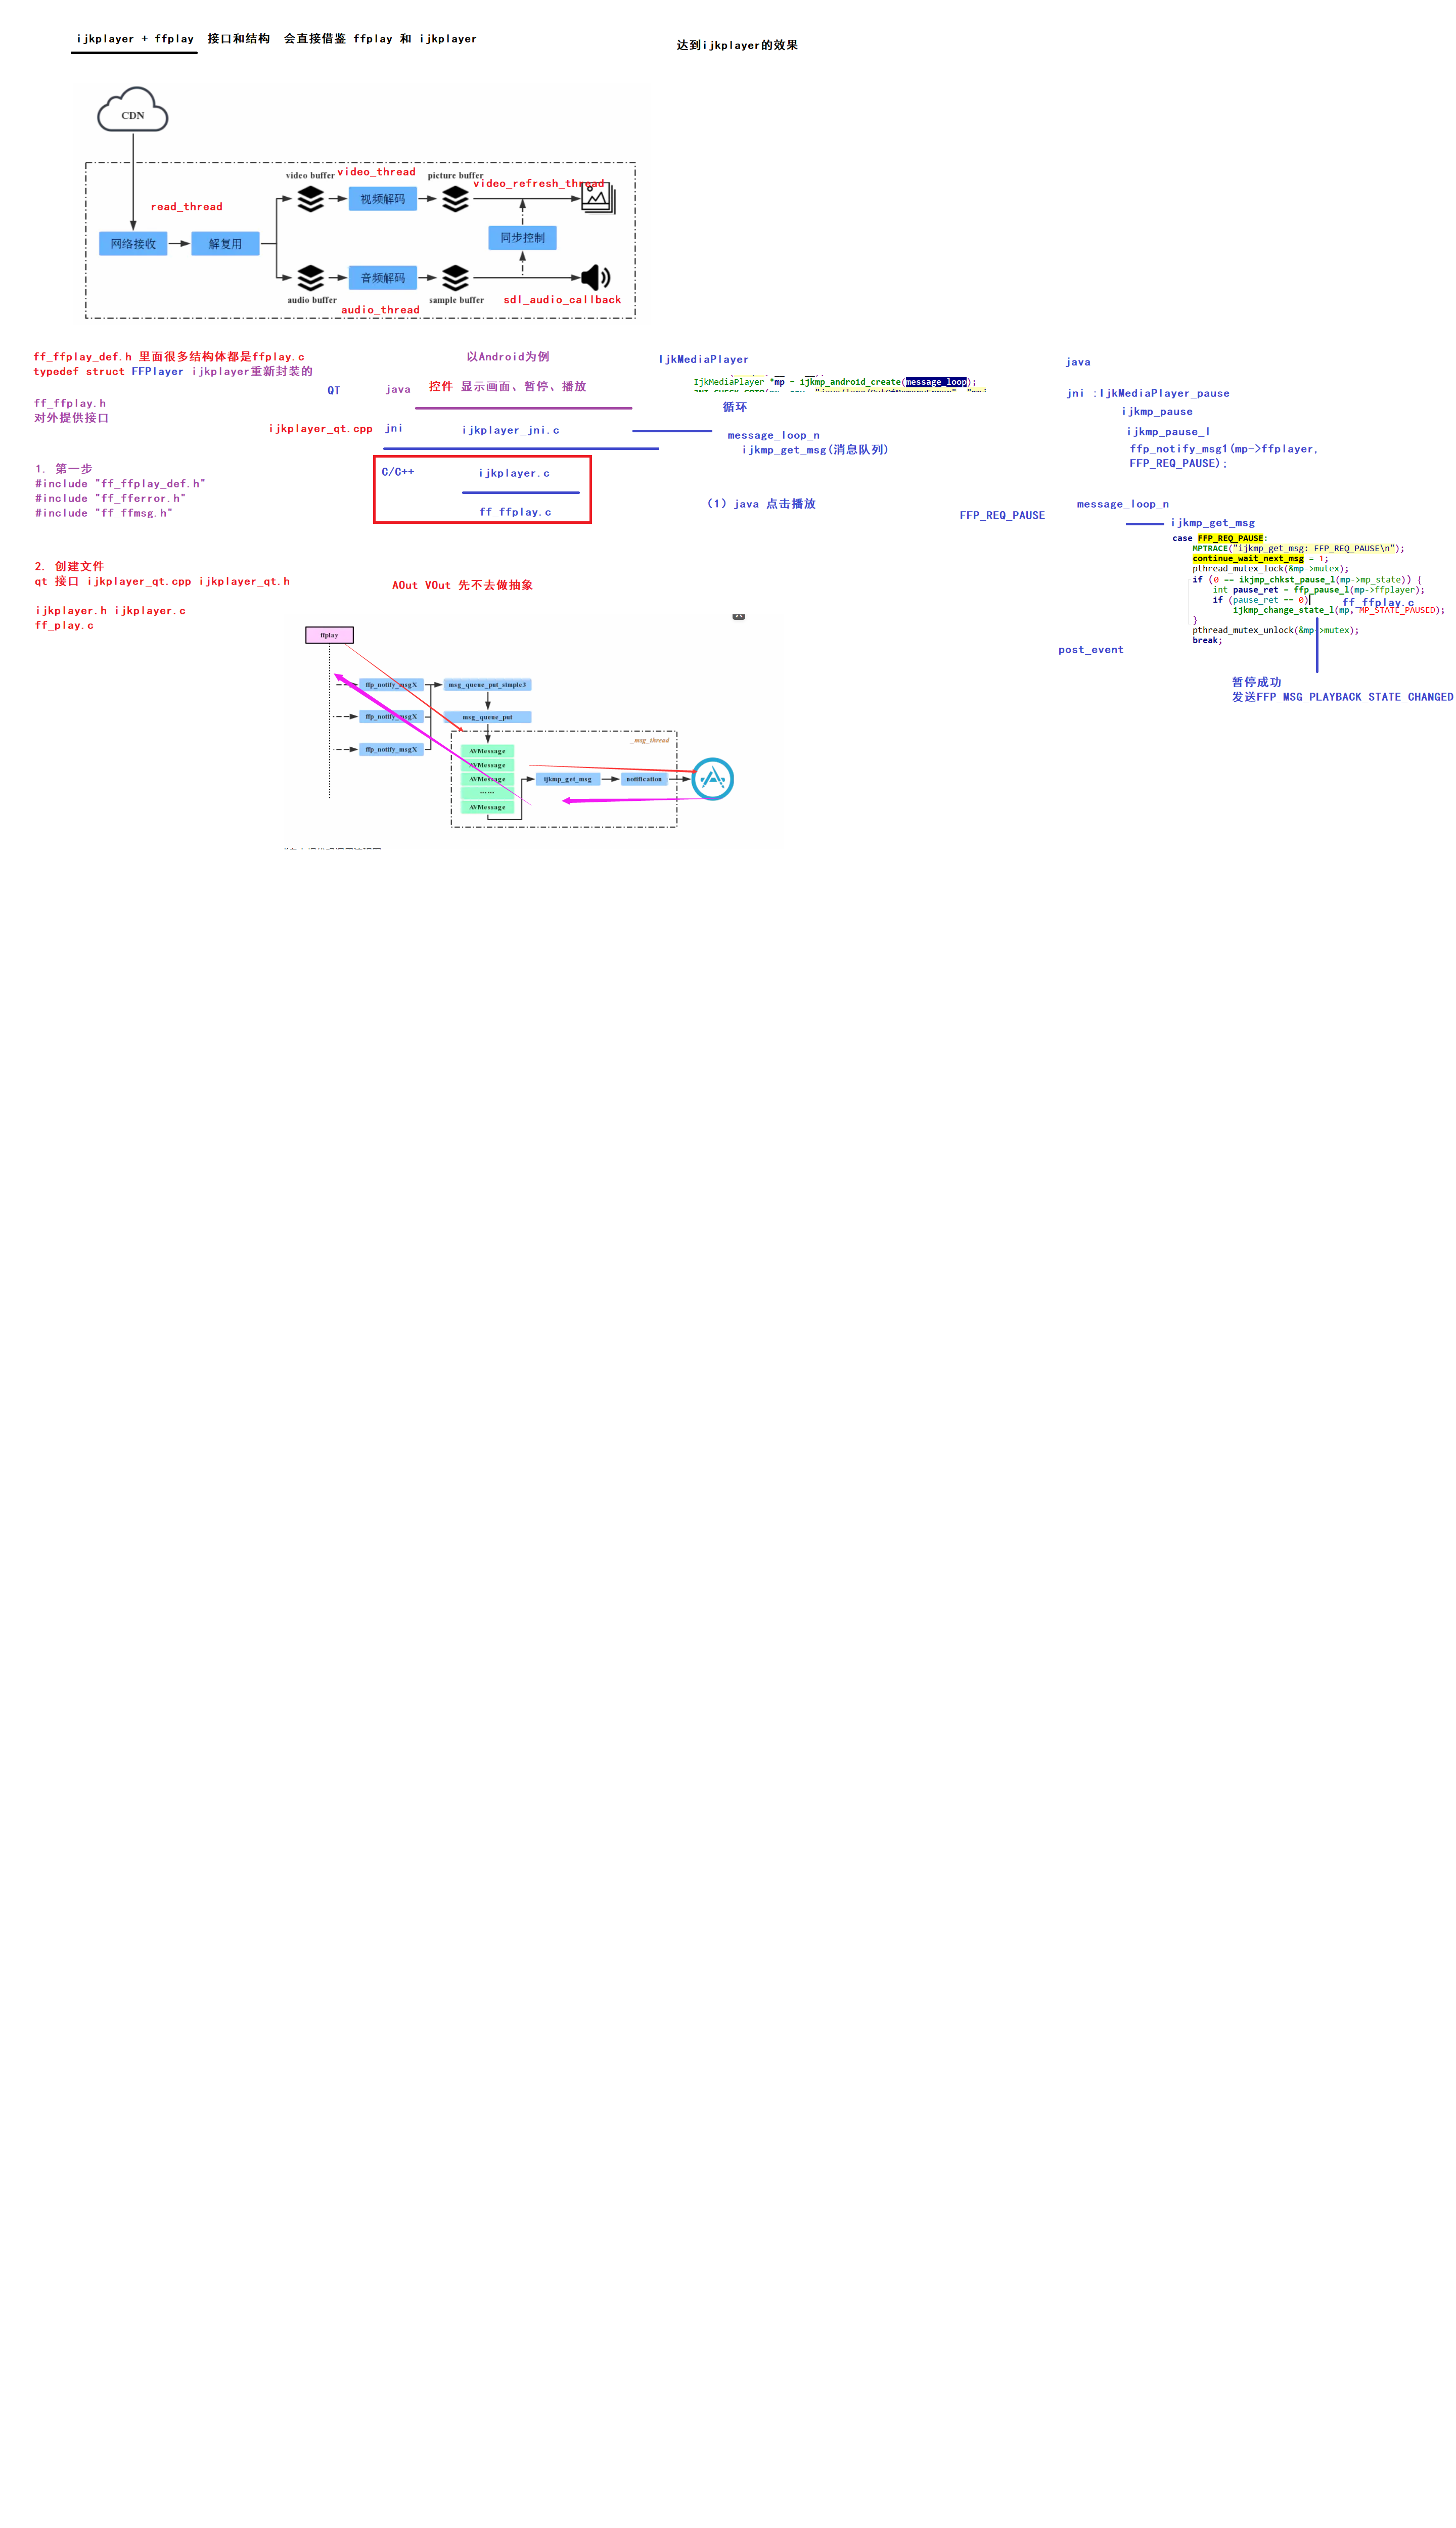 ijkplayer + ffplay 接口和结构 会直接借鉴 ffplay 和 ijkplayer
达到ijkplayer的效果
CDN
video buffer
video_thread
picture buffer
video_refresh_thread
read_thread
视频解码
网络接收
解复用
同步控制
音频解码
audio buffer
audio_thread
sample buffer
sdl_audio_callback
ff_ffplay_def.h 里面很多结构体都是ffplay.c
typedef struct FFPlayer ijkplayer重新封装的
ff_ffplay.h
对外提供接口
1. 第一步
#include "ff_ffplay_def.h"
#include "ff_fferror.h"
#include "ff_ffmsg.h"
2. 创建文件
qt 接口 ijkplayer_qt.cpp ijkplayer_qt.h
ijkplayer.h ijkplayer.c
ff_play.c
以Android为例
QT
java
控件 显示画面、暂停、播放
ijkplayer_qt.cpp
jni
ijkplayer_jni.c
C/C++
ijkplayer.c
ff_ffplay.c
AOut VOut 先不去做抽象
IjkMediaPlayer
IjkMediaPlayer *mp = ijkmp_android_create(message_loop);
循环
message_loop_n
ijkmp_get_msg(消息队列)
（1）java 点击播放
java
jni :IjkMediaPlayer_pause
ijkmp_pause
ijkmp_pause_l
ffp_notify_msg1(mp->ffplayer,
FFP_REQ_PAUSE);
message_loop_n
FFP_REQ_PAUSE
ijkmp_get_msg
case FFP_REQ_PAUSE:
MPTRACE("ijkmp_get_msg: FFP_REQ_PAUSE\n");
continue_wait_next_msg = 1;
pthread_mutex_lock(&mp->mutex);
if (0 == ikjmp_chkst_pause_l(mp->mp_state)) {
int pause_ret = ffp_pause_l(mp->ffplayer);
if (pause_ret == 0)
ff_ffplay.c
ijkmp_change_state_l(mp, MP_STATE_PAUSED);
}
pthread_mutex_unlock(&mp->mutex);
break;
post_event
暂停成功
发送FFP_MSG_PLAYBACK_STATE_CHANGED
ffplay
ffp_notify_msgX
msg_queue_put_simple3
ffp_notify_msgX
msg_queue_put
ffp_notify_msgX
_msg_thread
AVMessage
AVMessage
AVMessage
······
AVMessage
ijkmp_get_msg
notification